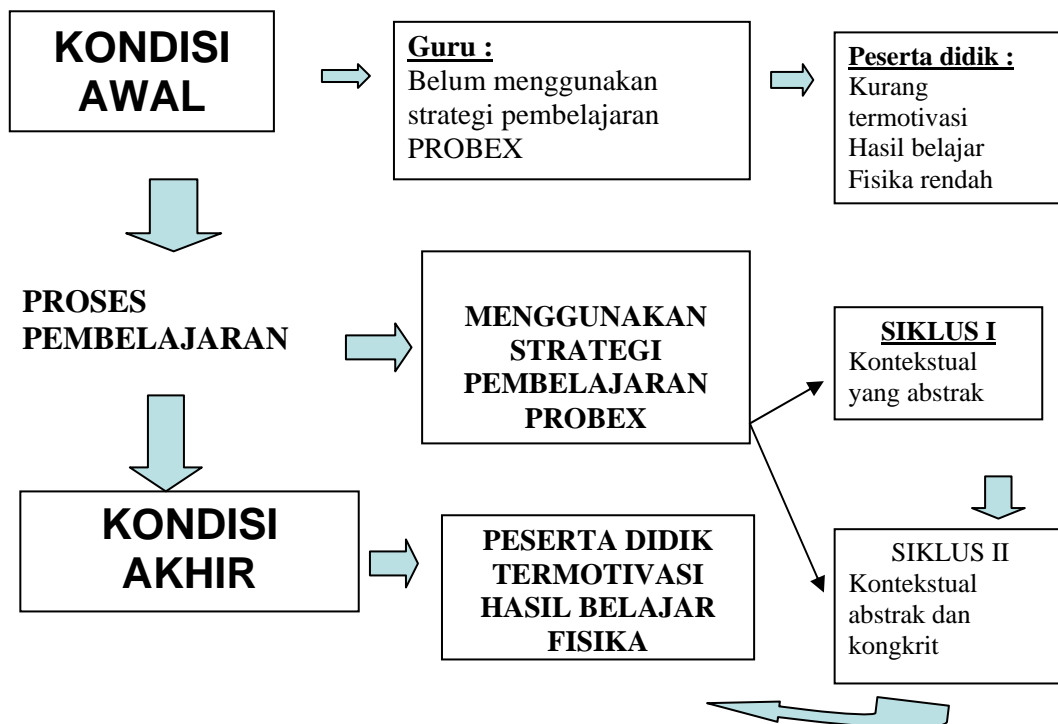 KONDISI
AWAL
Guru :
Belum menggunakan
strategi pembelajaran
PROBEX
Peserta didik :
Kurang
termotivasi
Hasil belajar
Fisika rendah
PROSES
PEMBELAJARAN
MENGGUNAKAN
STRATEGI
PEMBELAJARAN
PROBEX
SIKLUS I
Kontekstual
yang abstrak
KONDISI
AKHIR
PESERTA DIDIK
TERMOTIVASI
HASIL BELAJAR
FISIKA
SIKLUS II
Kontekstual
abstrak dan
kongkrit